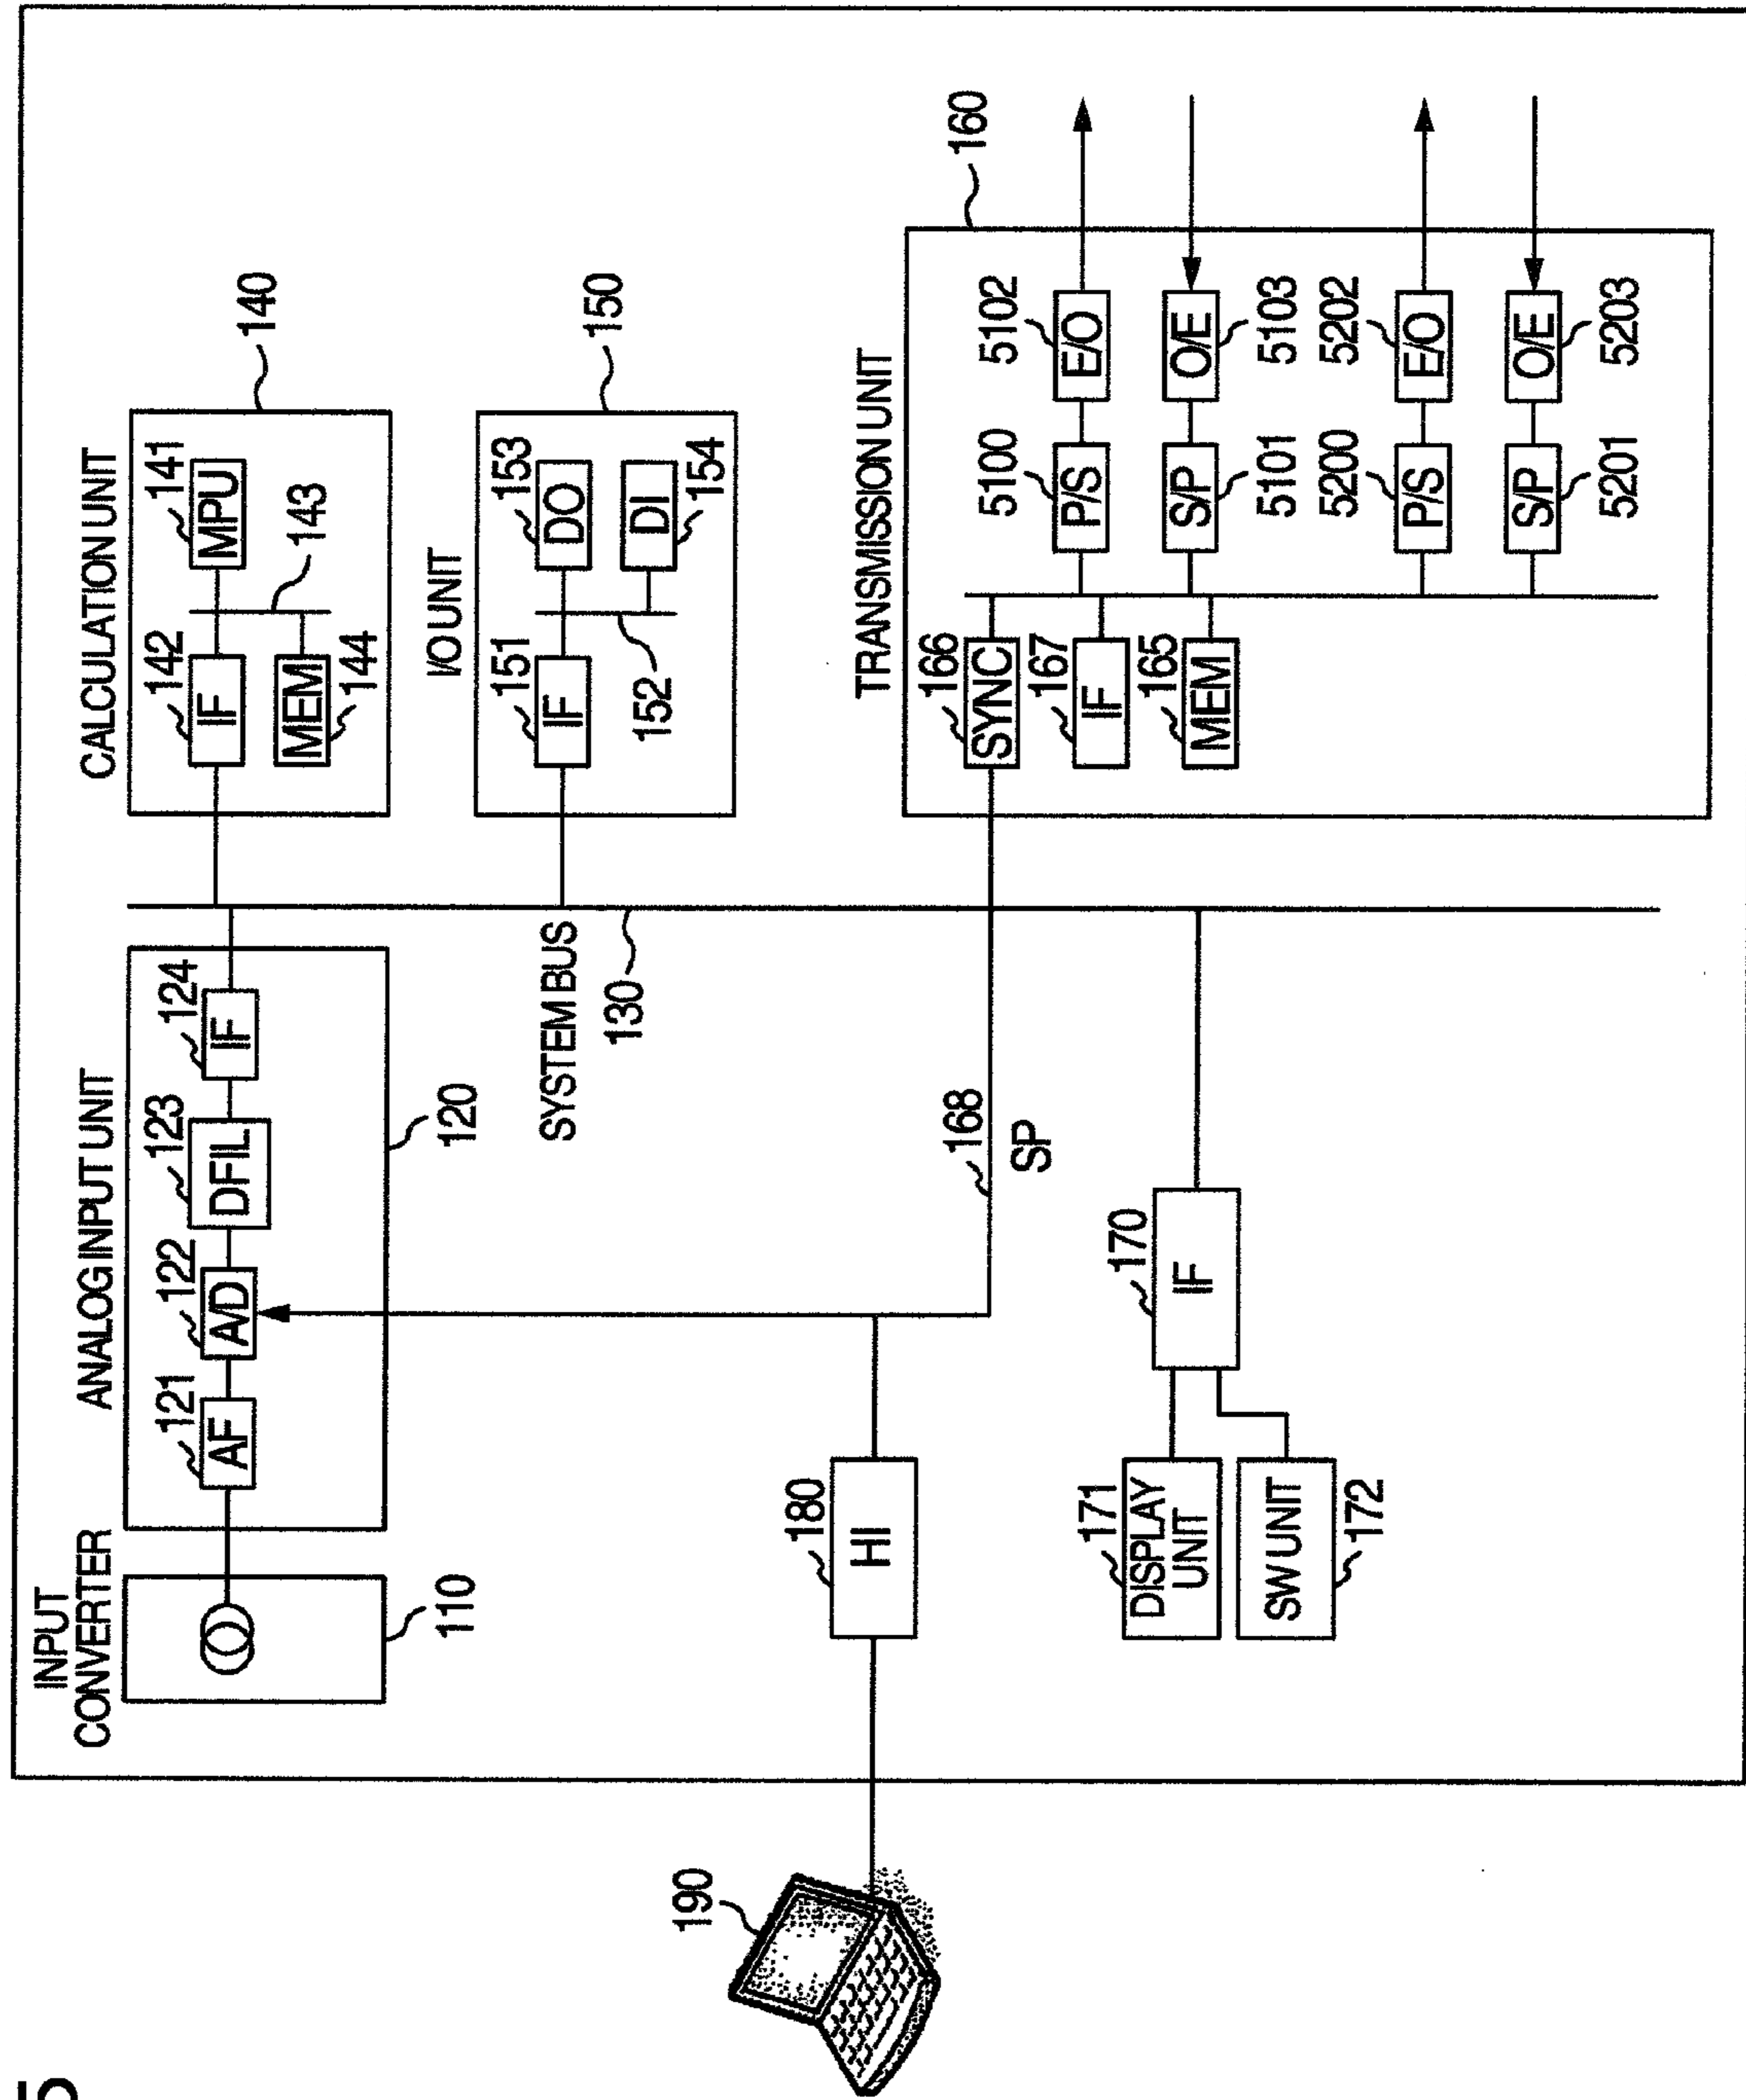 5
INPUT
CONVERTER
110
ANALOG INPUT UNIT
121
AF
122
A/D
123
DFIL
124
IF
120
SYSTEM BUS
130
CALCULATION UNIT
140
142
IF
141
MPU
143
MEM
144
I/O UNIT
150
151
IF
153
DO
152
DI
154
TRANSMISSION UNIT
160
166
SYNC
167
IF
165
MEM
5100
P/S
5102
E/O
S/P
5101
O/E
5103
5200
P/S
5202
E/O
S/P
5201
O/E
5203
168
SP
180
HI
190
170
IF
171
DISPLAY
UNIT
SW UNIT
172